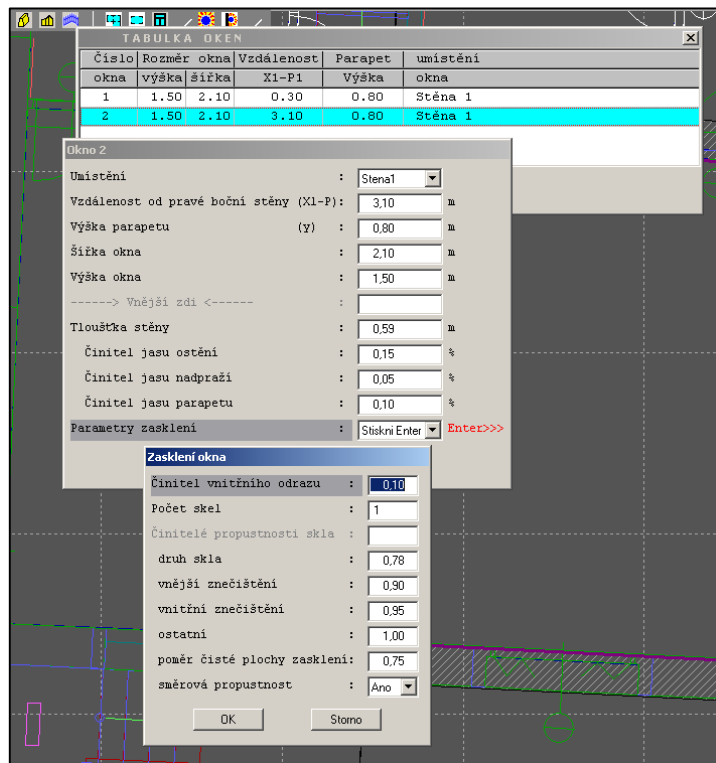 TABULKA OKEN
Číslo Rozměr okna Vzdálenost Parapet umístění
okna výška šířka X1-P1 Výška okna
1 1.50 2.10 0.30 0.80 Stěna 1
2 1.50 2.10 3.10 0.80 Stěna 1
Okno 2
Umístění : Stena1
Vzdálenost od pravé boční stěny (X1-P): 3,10 m
Výška parapetu (y) : 0,80 m
Šířka okna : 2,10 m
Výška okna : 1,50 m
------> Vnější zdi <------ :
Tloušťka stěny : 0,59 m
Činitel jasu ostění : 0,15 %
Činitel jasu nadpraží : 0,05 %
Činitel jasu parapetu : 0,10 %
Parametry zasklení : Stiskni Enter Enter>>>
Zasklení okna
Činitel vnitřního odrazu : 0,10
Počet skel : 1
Činitelé propustnosti skla :
druh skla : 0,78
vnější znečištění : 0,90
vnitřní znečištění : 0,95
ostatní : 1,00
poměr čisté plochy zasklení: 0,75
směrová propustnost : Ano
OK Storno